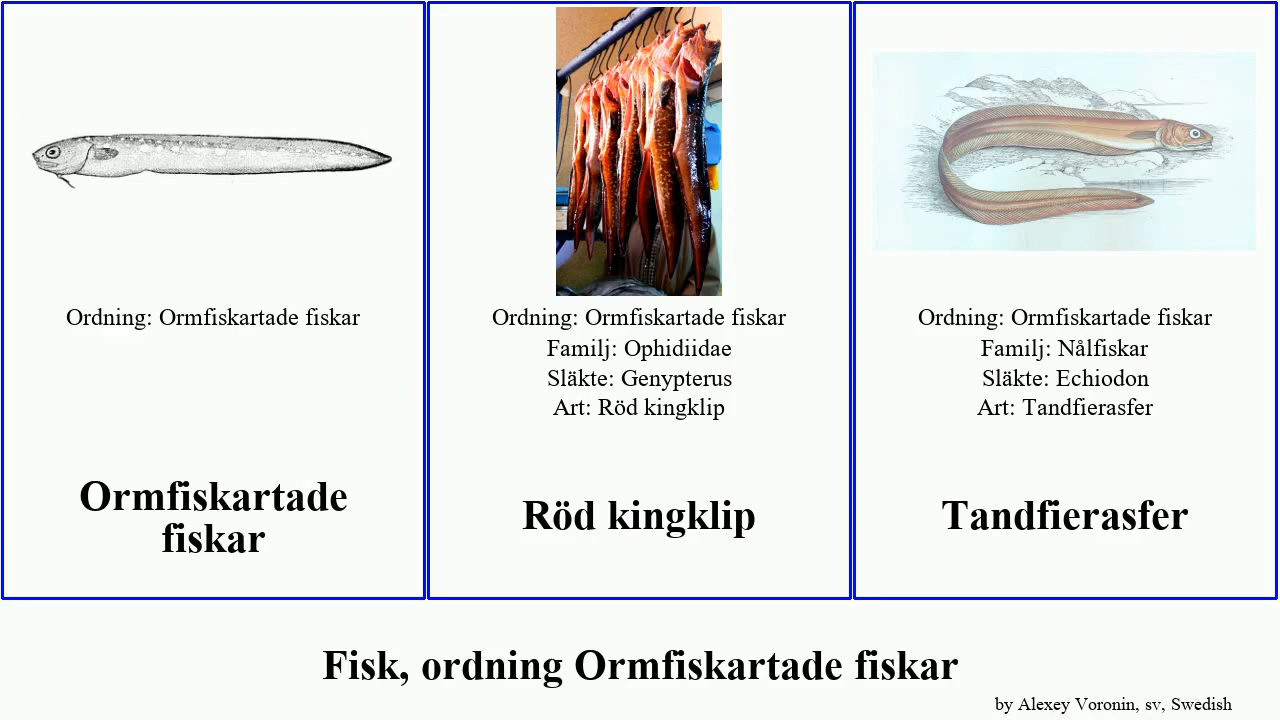 Ordning: Ormfiskartade fiskar
Ormfiskartade
fiskar
Ordning: Ormfiskartade fiskar
Familj: Ophidiidae
Släkte: Genypterus
Art: Röd kingklip
Röd kingklip
Ordning: Ormfiskartade fiskar
Familj: Nålfiskar
Släkte: Echiodon
Art: Tandfierasfer
Tandfierasfer
Fisk, ordning Ormfiskartade fiskar
by Alexey Voronin, sv, Swedish